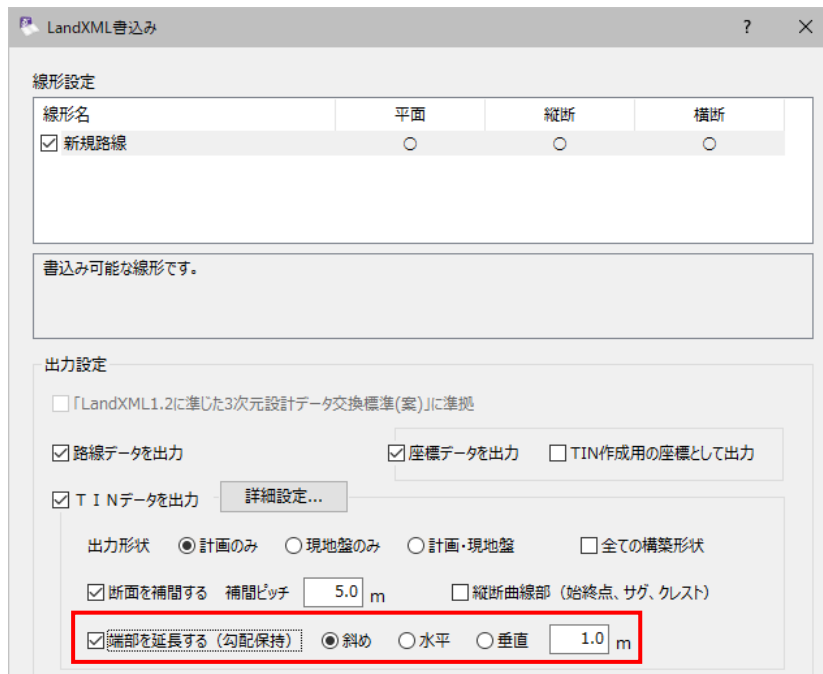 LandXML書込み ?
線形設定
線形名 平面 縦断 横断
新規路線 ○ ○ ○
書込み可能な線形です。
出力設定
「LandXML1.2に準じた3次元設計データ交換標準(案)」に準拠
路線データを出力 座標データを出力 TIN作成用の座標として出力
TINデータを出力 詳細設定...
出力形状 計画のみ 現地盤のみ 計画・現地盤 全ての構築形状
断面を補間する 補間ピッチ 5.0 m 縦断曲線部(始終点、サグ、クレスト)
端部を延長する(勾配保持) 斜め 水平 垂直 1.0 m